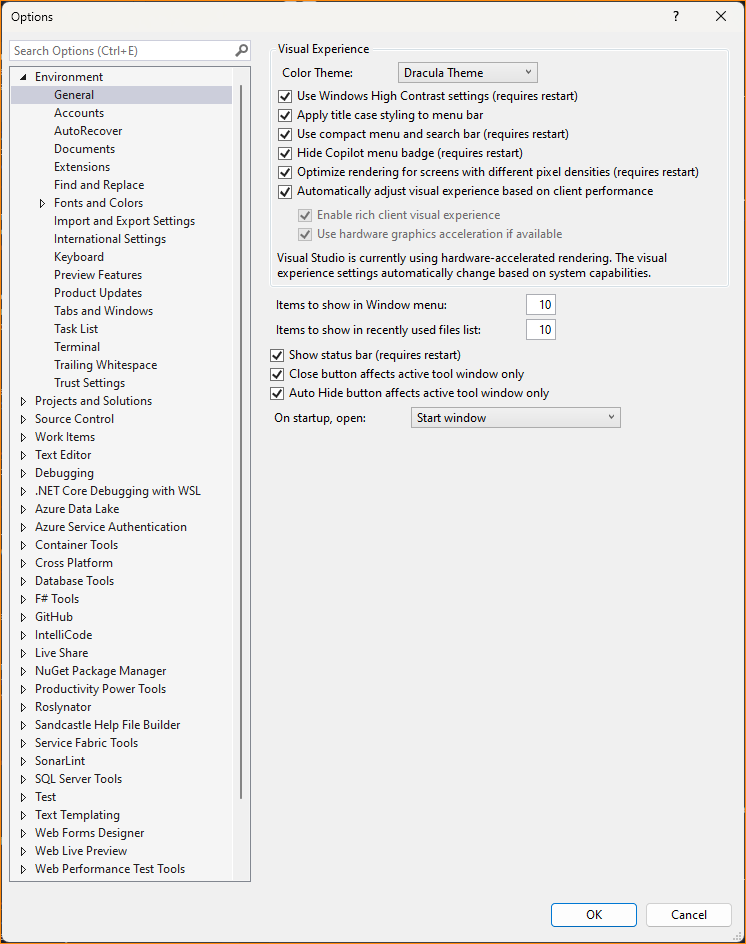 Options
?
Search Options (Ctrl+E)
Environment
General
Accounts
AutoRecover
Documents
Extensions
Find and Replace
Fonts and Colors
Import and Export Settings
International Settings
Keyboard
Preview Features
Product Updates
Tabs and Windows
Task List
Terminal
Trailing Whitespace
Trust Settings
Projects and Solutions
Source Control
Work Items
Text Editor
Debugging
.NET Core Debugging with WSL
Azure Data Lake
Azure Service Authentication
Container Tools
Cross Platform
Database Tools
F# Tools
GitHub
IntelliCode
Live Share
NuGet Package Manager
Productivity Power Tools
Roslynator
Sandcastle Help File Builder
Service Fabric Tools
SonarLint
SQL Server Tools
Test
Text Templating
Web Forms Designer
Web Live Preview
Web Performance Test Tools
Visual Experience
Color Theme: Dracula Theme
Use Windows High Contrast settings (requires restart)
Apply title case styling to menu bar
Use compact menu and search bar (requires restart)
Hide Copilot menu badge (requires restart)
Optimize rendering for screens with different pixel densities (requires restart)
Automatically adjust visual experience based on client performance
Enable rich client visual experience
Use hardware graphics acceleration if available
Visual Studio is currently using hardware-accelerated rendering. The visual
experience settings automatically change based on system capabilities.
Items to show in Window menu: 10
Items to show in recently used files list: 10
Show status bar (requires restart)
Close button affects active tool window only
Auto Hide button affects active tool window only
On startup, open: Start window
OK Cancel